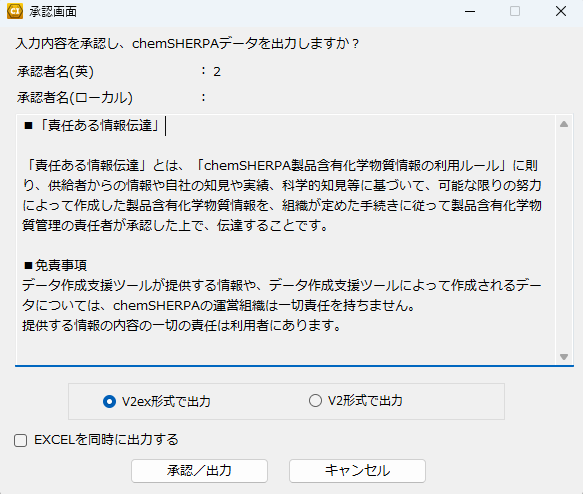 承認画面
入力内容を承認し、chemSHERPAデータを出力しますか？
承認者名(英) ： 2
承認者名(ローカル) ：
■「責任ある情報伝達」
「責任ある情報伝達」とは、「chemSHERPA製品含有化学物質情報の利用ルール」に則
り、供給者からの情報や自社の知見や実績、科学的知見等に基づいて、可能な限りの努力
によって作成した製品含有化学物質情報を、組織が定めた手続きに従って製品含有化学物
質管理の責任者が承認した上で、伝達することです。
■免責事項
データ作成支援ツールが提供する情報や、データ作成支援ツールによって作成されるデー
タについては、chemSHERPAの運営組織は一切責任を持ちません。
提供する情報の内容の一切の責任は利用者にあります。
V2ex形式で出力 V2形式で出力
EXCELを同時に出力する
承認／出力 キャンセル